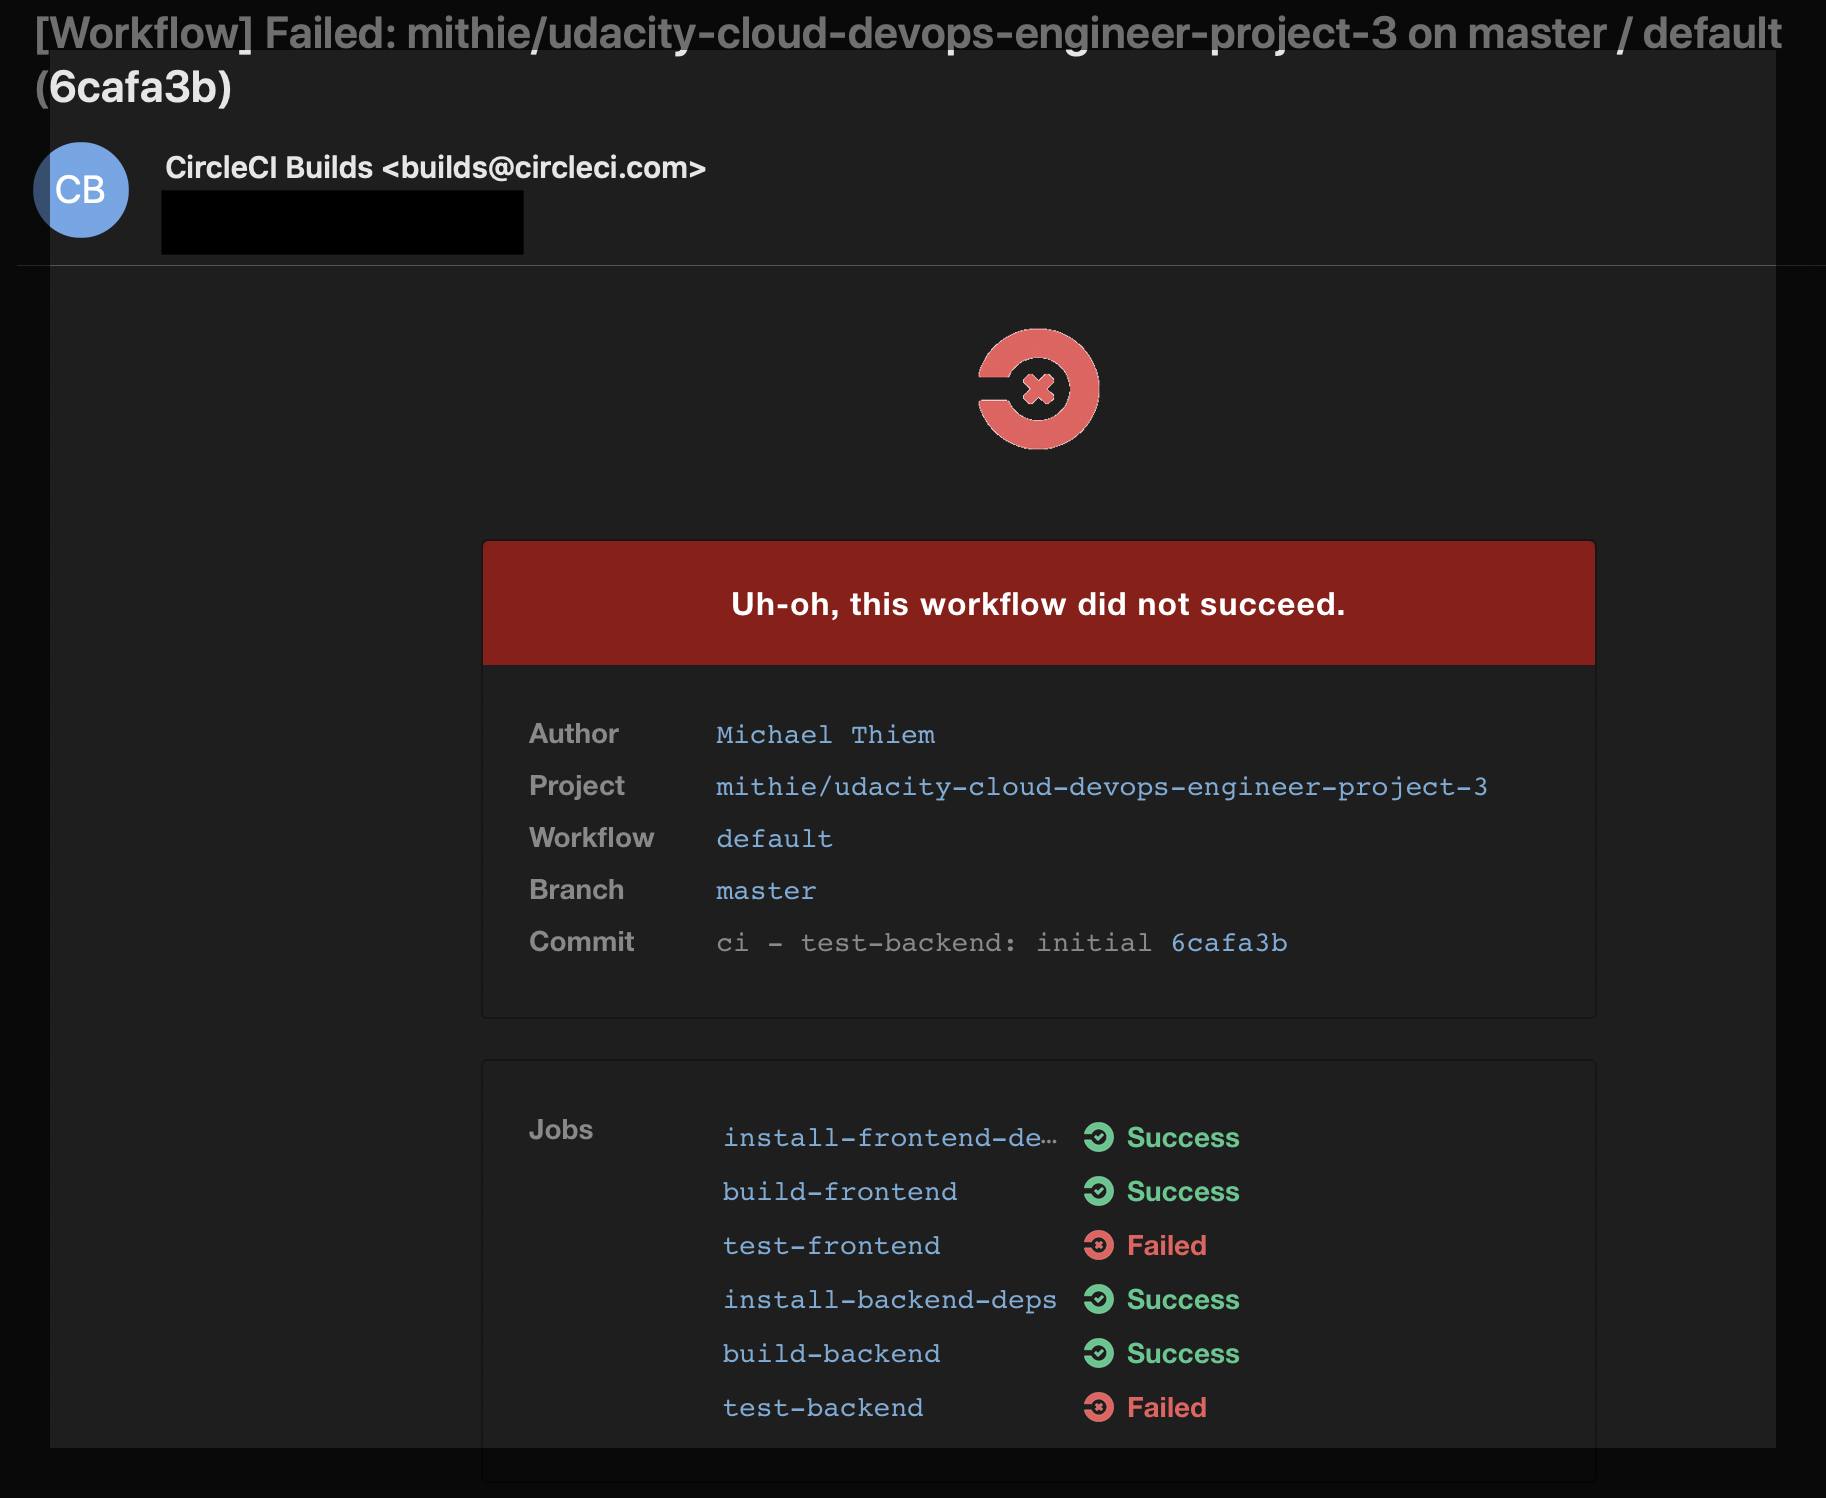 [Workflow] Failed: mithie/udacity-cloud-devops-engineer-project-3 on master / default
(6cafa3b)
CB
CircleCI Builds <builds@circleci.com>
Uh-oh, this workflow did not succeed.
Author Michael Thiem
Project mithie/udacity-cloud-devops-engineer-project-3
Workflow default
Branch master
Commit ci - test-backend: initial 6cafa3b
Jobs install-frontend-de… Success
build-frontend Success
test-frontend Failed
install-backend-deps Success
build-backend Success
test-backend Failed